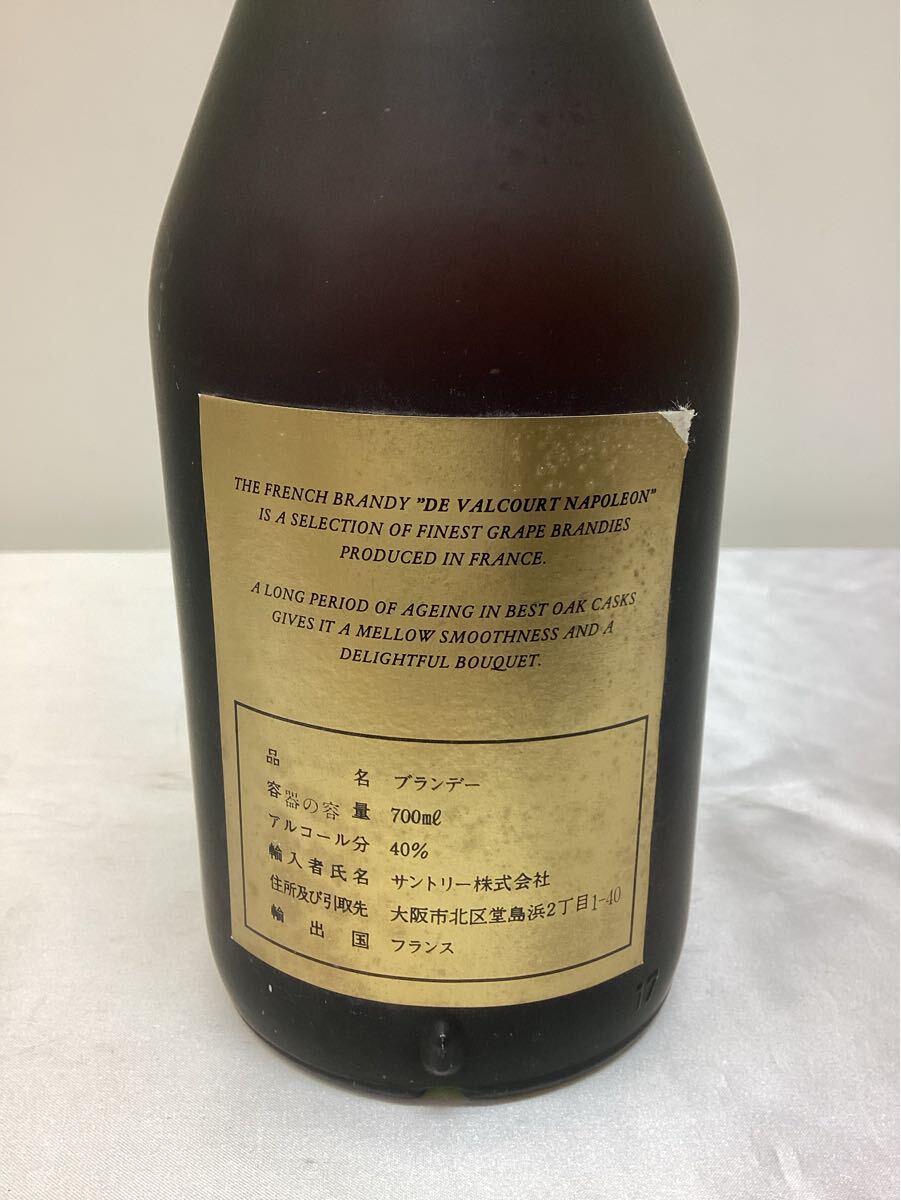 THE FRENCH BRANDY "DE VALCOURT NAPOLEON"
IS A SELECTION OF FINEST GRAPE BRANDIES
PRODUCED IN FRANCE.
A LONG PERIOD OF AGEING IN BEST OAK CASKS
GIVES IT A MELLOW SMOOTHNESS AND A
DELIGHTFUL BOUQUET.
品名 ブランデー
容器の容量 700ml
アルコール分 40%
輸入者氏名 サントリー株式会社
住所及び引取先 大阪市北区堂島浜2丁目1-40
輸出国 フランス
17